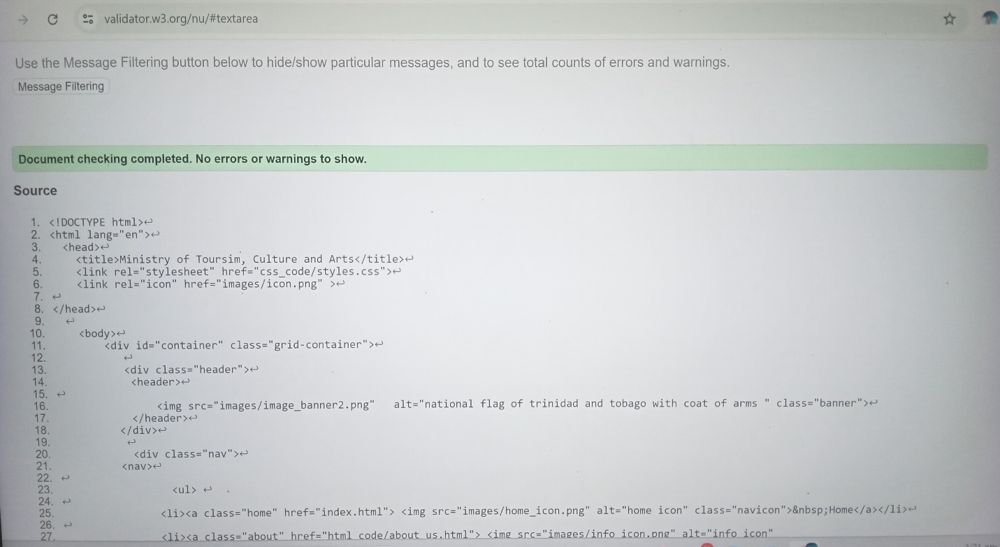 validator.w3.org/nu/#textarea
Use the Message Filtering button below to hide/show particular messages, and to see total counts of errors and warnings.
Message Filtering
Document checking completed. No errors or warnings to show.
Source
1. <!DOCTYPE html>↩
2. <html lang="en">↩
3. <head>↩
4. <title>Ministry of Toursim, Culture and Arts</title>↩
5. <link rel="stylesheet" href="css_code/styles.css">↩
6. <link rel="icon" href="images/icon.png" >↩
7. ↩
8. </head>↩
9. ↩
10. <body>↩
11. <div id="container" class="grid-container">↩
12. ↩
13. <div class="header">↩
14. <header>↩
15. ↩
16. <img src="images/image_banner2.png" alt="national flag of trinidad and tobago with coat of arms " class="banner">↩
17. </header>↩
18. </div>↩
19. ↩
20. <div class="nav">↩
21. <nav>↩
22. ↩
23. <ul> ↩
24. ↩
25. <li><a class="home" href="index.html"> <img src="images/home_icon.png" alt="home icon" class="navicon">&nbsp;Home</a></li>↩
26. ↩
27. <li><a class="about" href="html_code/about_us.html"> <img src="images/info_icon.png" alt="info icon"